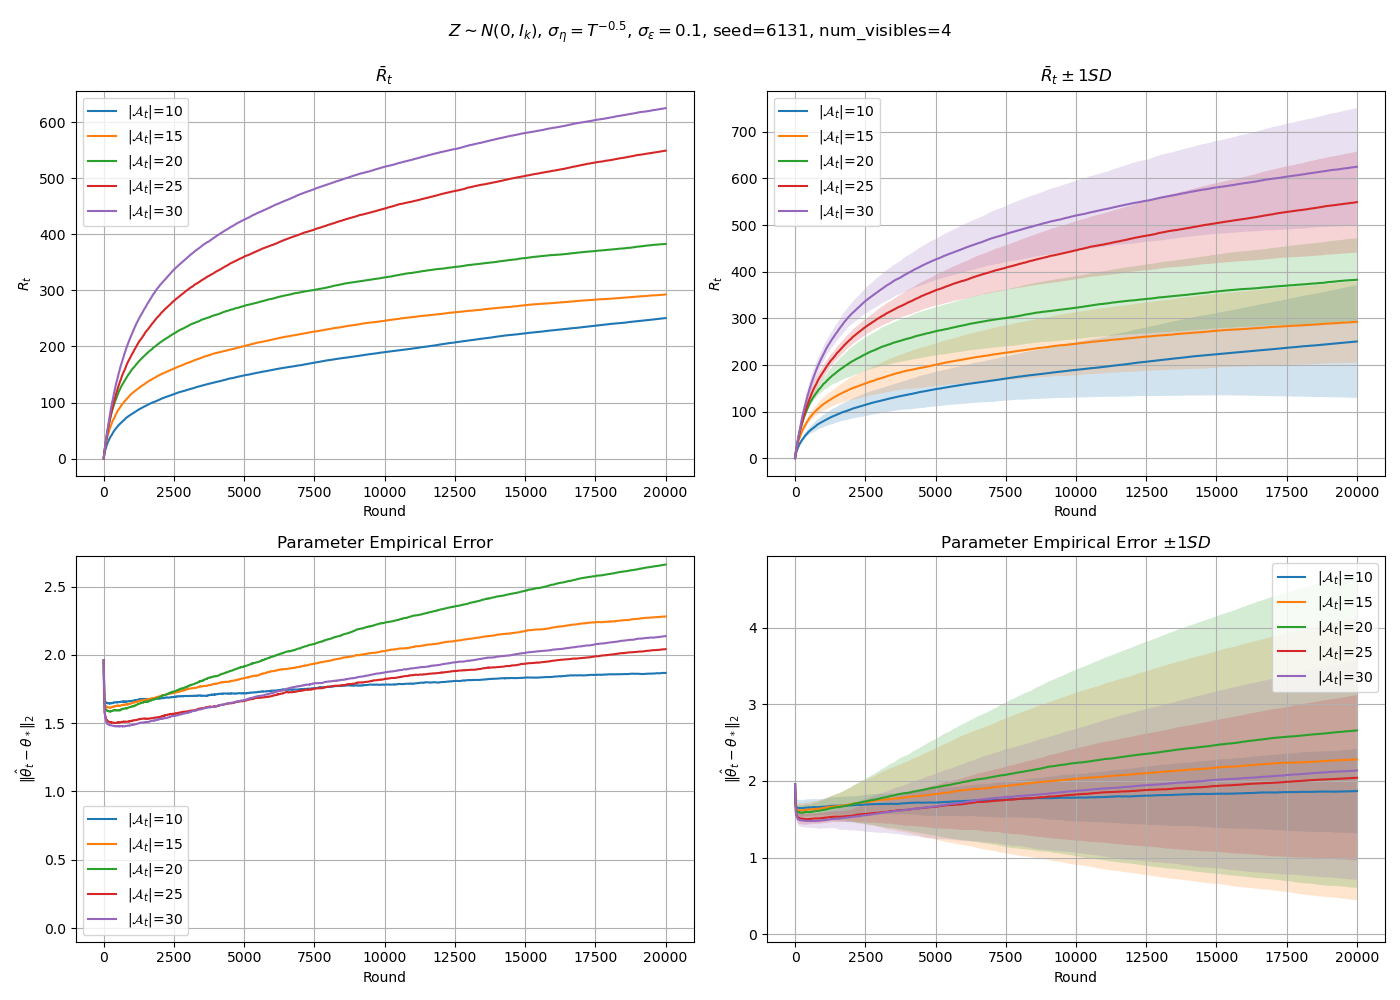 Z ~ N(0, I_k), σ_η = T^{-0.5}, σ_ε = 0.1, seed=6131, num_visibles=4
R̄_t
R_t
600
500
400
300
200
100
0
|𝒜_t|=10
|𝒜_t|=15
|𝒜_t|=20
|𝒜_t|=25
|𝒜_t|=30
0 2500 5000 7500 10000 12500 15000 17500 20000
Round
R̄_t ± 1SD
R_t
700
600
500
400
300
200
100
0
|𝒜_t|=10
|𝒜_t|=15
|𝒜_t|=20
|𝒜_t|=25
|𝒜_t|=30
0 2500 5000 7500 10000 12500 15000 17500 20000
Round
Parameter Empirical Error
‖θ̂_t − θ_*‖_2
2.5
2.0
1.5
1.0
0.5
0.0
|𝒜_t|=10
|𝒜_t|=15
|𝒜_t|=20
|𝒜_t|=25
|𝒜_t|=30
0 2500 5000 7500 10000 12500 15000 17500 20000
Round
Parameter Empirical Error ±1SD
‖θ̂_t − θ_*‖_2
4
3
2
1
0
|𝒜_t|=10
|𝒜_t|=15
|𝒜_t|=20
|𝒜_t|=25
|𝒜_t|=30
0 2500 5000 7500 10000 12500 15000 17500 20000
Round